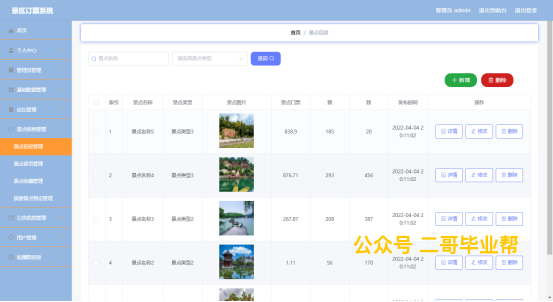 景区订票系统
管理员 admin 退出到前台 退出登录
首页
个人中心
管理员管理
基础数据管理
论坛管理
景点信息管理
景点信息管理
景点留言管理
景点收藏管理
公告信息管理
用户管理
轮播图信息
首页 / 景点信息
景点名称
请选择景点类型
查询
+ 新增
删除
索引 景点名称 景点类型 景点图片 景点门票 赞 踩 发布时间 操作
1 景点名称5 景点类型3 838.9 185 20 2022-04-04 20:11:02 详情 修改 删除
2 景点名称4 景点类型3 876.71 293 456 2022-04-04 20:11:02 详情 修改 删除
3 景点名称3 景点类型2 267.87 208 387 2022-04-04 20:11:02 详情 修改 删除
4 景点名称2 景点类型2 1.11 56 170 2022-04-04 20:11:02 详情 修改 删除
公众号 二哥毕业帮